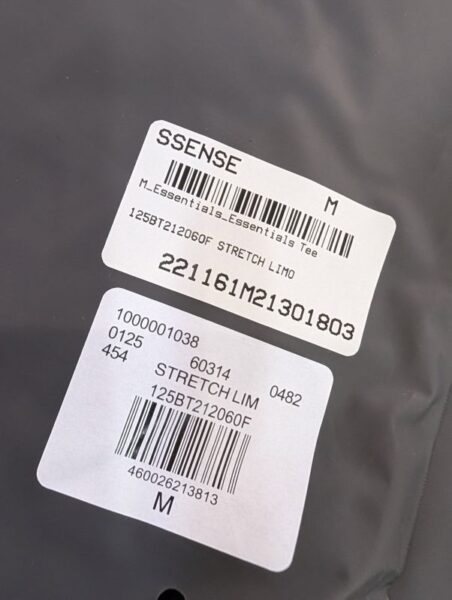 SSENSE
M
M_Essentials_Essentials Tee
125BT212060F STRETCH LIMO
221161M21301803
1000001038
0125 60314 0482
454 STRETCH LIM
125BT212060F
460026213813
M